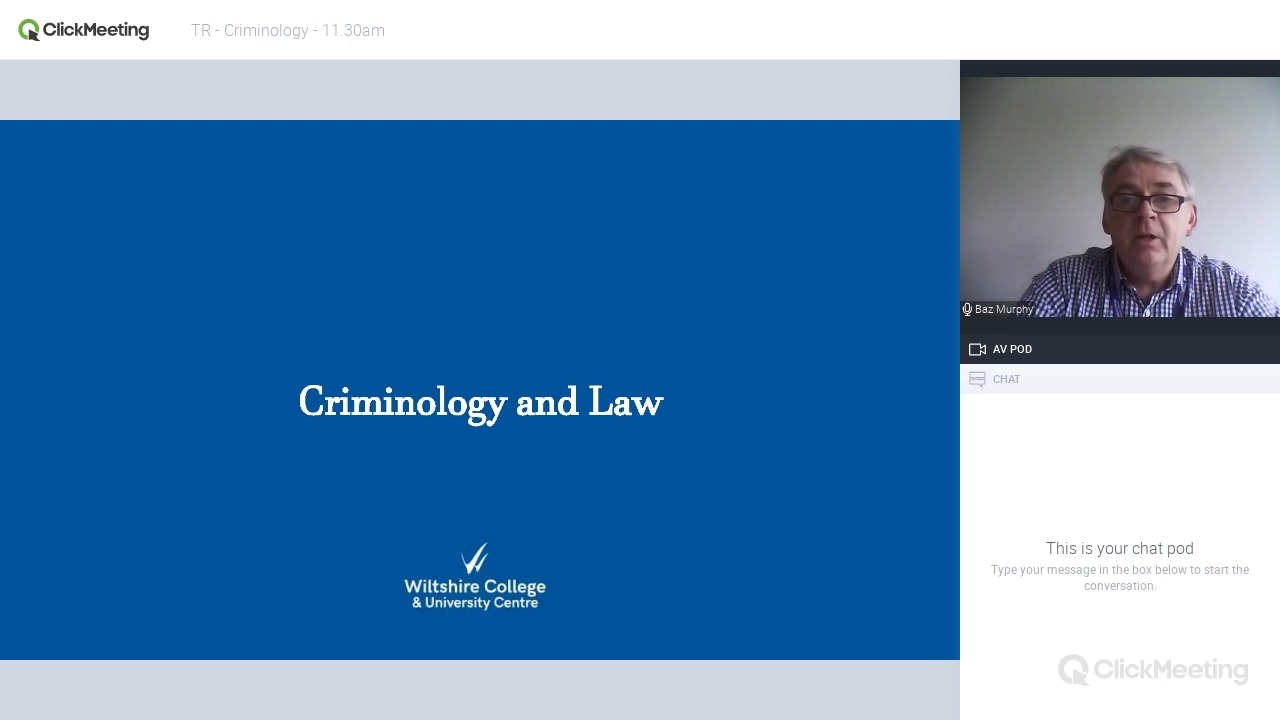 ClickMeeting
TR - Criminology - 11.30am
Criminology and Law
Wiltshire College
& University Centre
Baz Murphy
AV POD
CHAT
This is your chat pod
Type your message in the box below to start the
conversation.
ClickMeeting